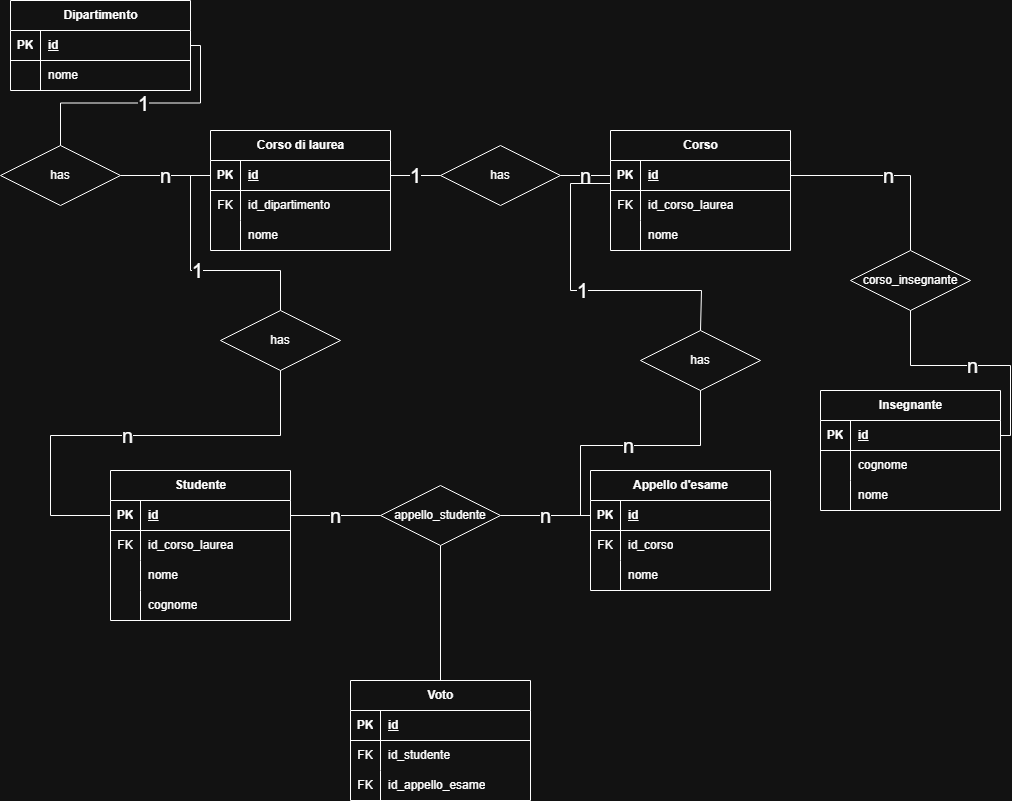 Dipartimento
PK id
nome
1
has
n
Corso di laurea
PK id
FK id_dipartimento
nome
1
has
n
Corso
PK id
FK id_corso_laurea
nome
n
corso_insegnante
n
1
has
n
1
has
n
Insegnante
PK id
cognome
nome
Studente
PK id
FK id_corso_laurea
nome
cognome
n
appello_studente
n
Appello d'esame
PK id
FK id_corso
nome
Voto
PK id
FK id_studente
FK id_appello_esame